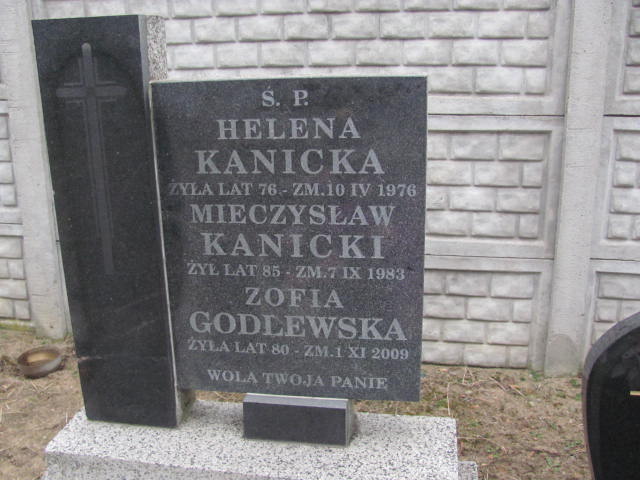 Ś. P.
HELENA
KANICKA
ŻYŁA LAT 76 - ZM. 10 IV 1976
MIECZYSŁAW
KANICKI
ŻYŁ LAT 85 - ZM. 7 IX 1983
ZOFIA
GODLEWSKA
ŻYŁA LAT 80 - ZM. 1 XI 2009
WOLA TWOJA PANIE